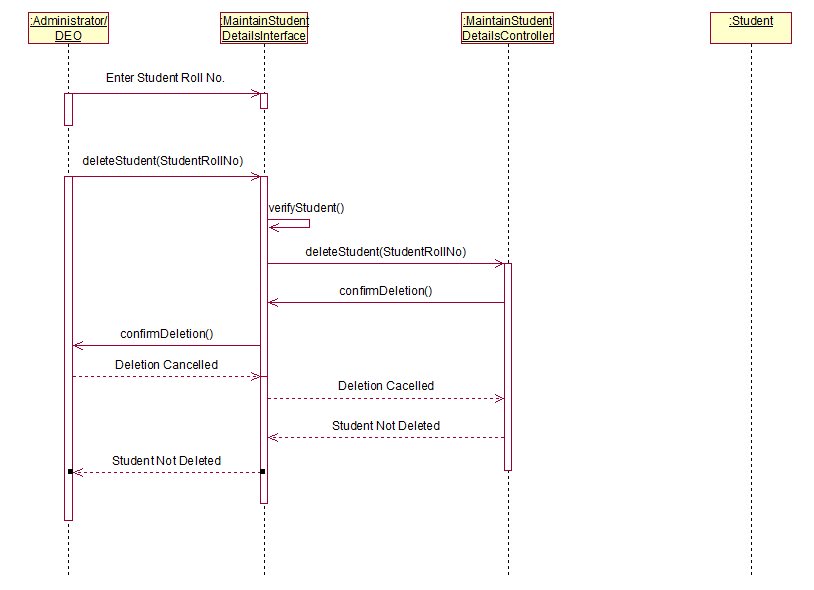 :Administrator/
DEO
:MaintainStudent
DetailsInterface
:MaintainStudent
DetailsController
:Student
Enter Student Roll No.
deleteStudent(StudentRollNo)
verifyStudent()
deleteStudent(StudentRollNo)
confirmDeletion()
confirmDeletion()
Deletion Cancelled
Deletion Cacelled
Student Not Deleted
Student Not Deleted